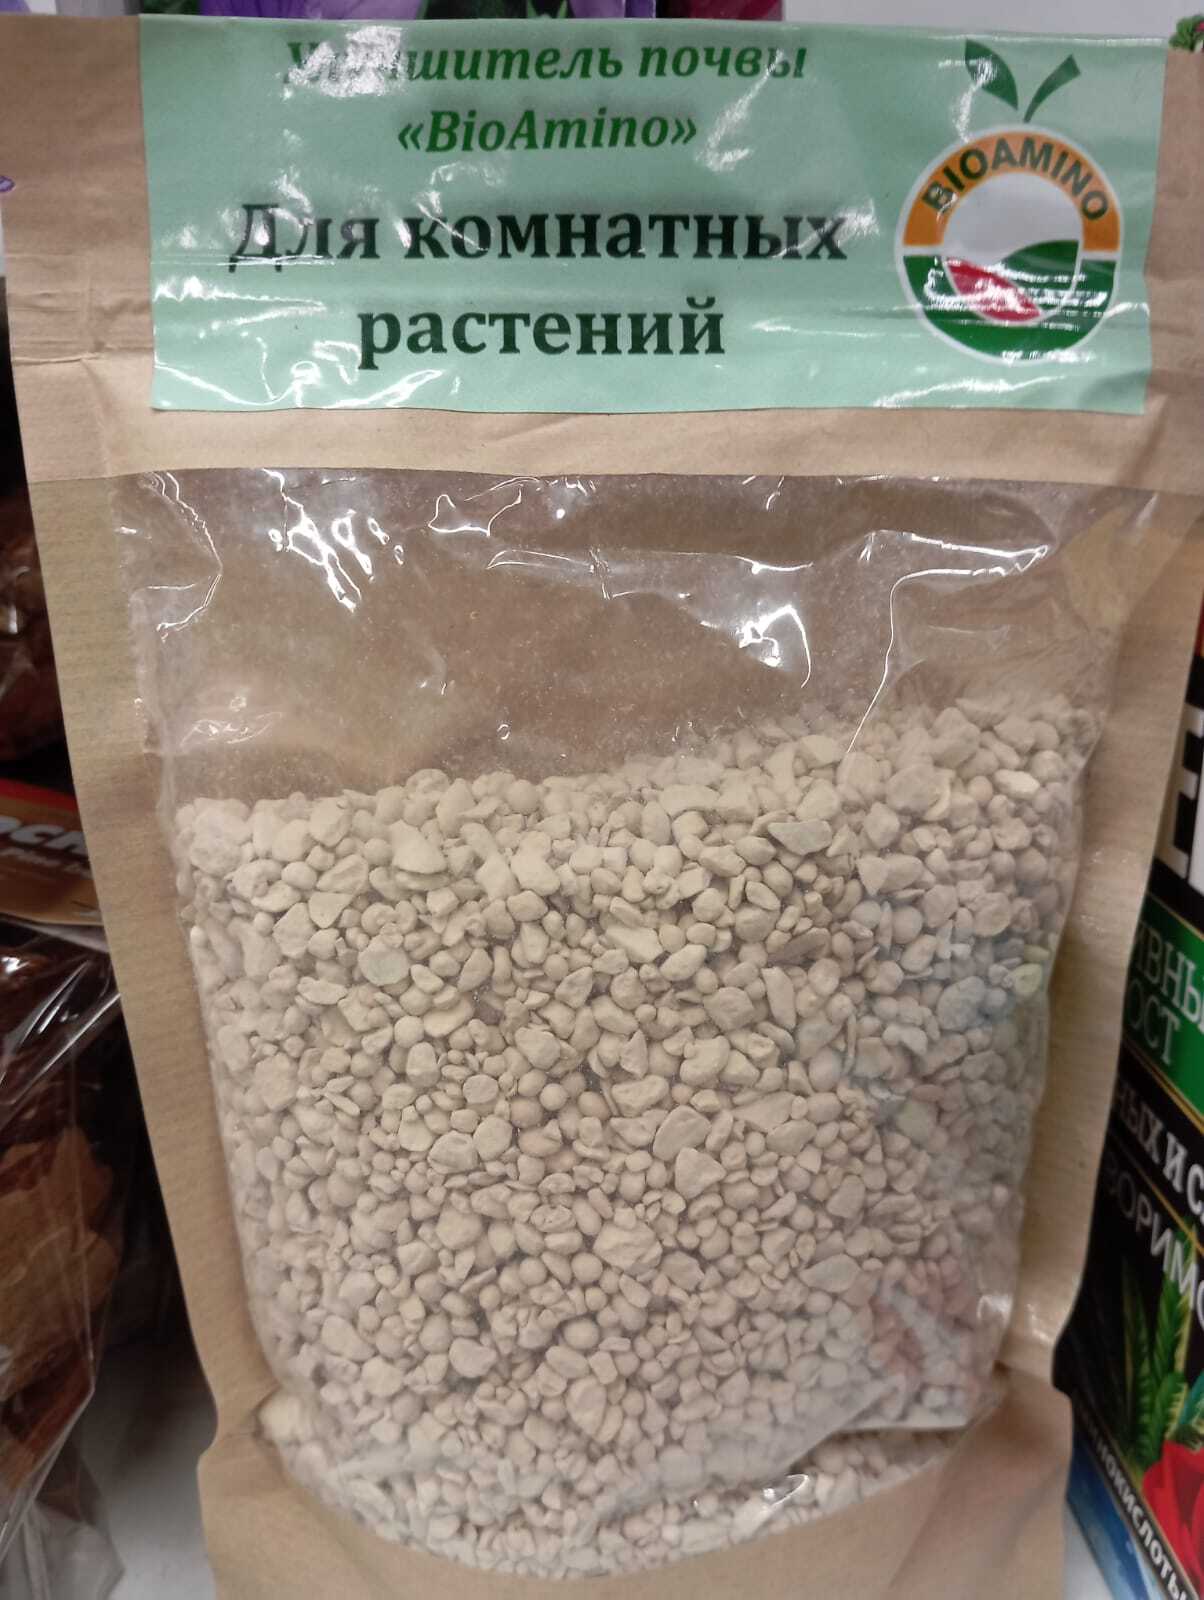 Улучшитель почвы
«BioAmino»
Для комнатных
растений
BIOAMINO